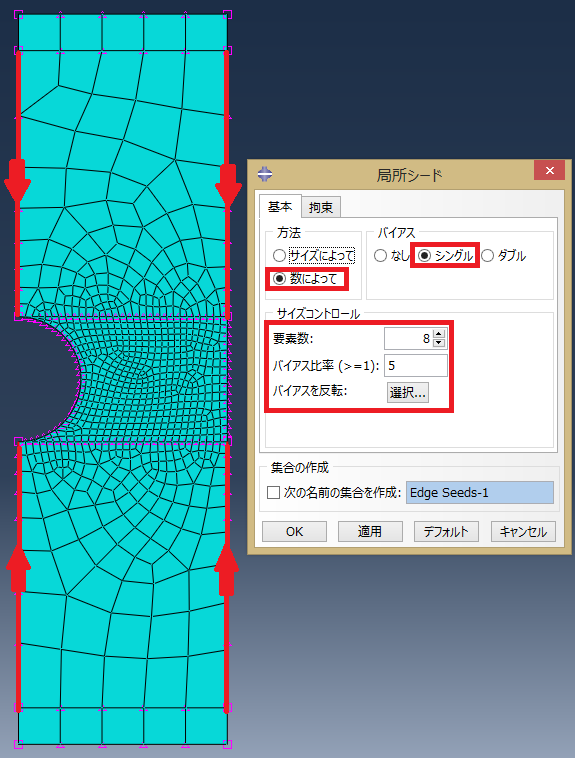 局所シード
基本 拘束
方法
サイズによって
数によって
バイアス
なし シングル ダブル
サイズコントロール
要素数: 8
バイアス比率 (>=1): 5
バイアスを反転: 選択...
集合の作成
次の名前の集合を作成: Edge Seeds-1
OK 適用 デフォルト キャンセル